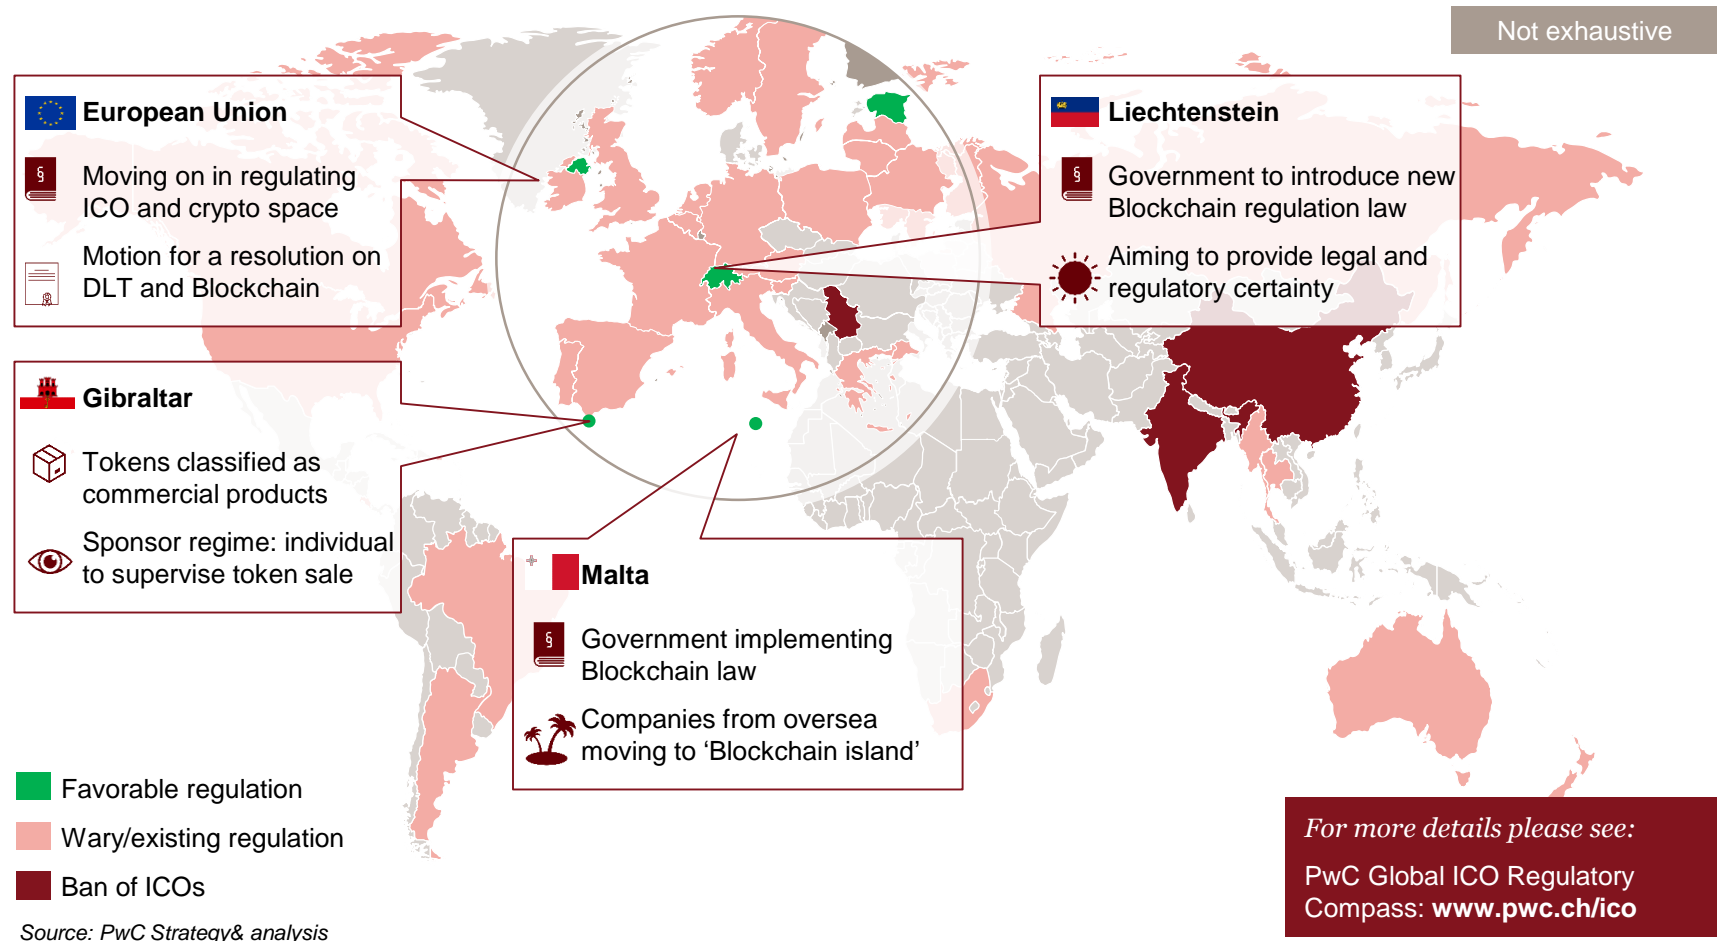 Not exhaustive
European Union
§
Moving on in regulating
ICO and crypto space
Motion for a resolution on
DLT and Blockchain
Liechtenstein
§
Government to introduce new
Blockchain regulation law
Aiming to provide legal and
regulatory certainty
Gibraltar
Tokens classified as
commercial products
Sponsor regime: individual
to supervise token sale
Malta
§
Government implementing
Blockchain law
Companies from oversea
moving to ‘Blockchain island’
Favorable regulation
Wary/existing regulation
Ban of ICOs
Source: PwC Strategy& analysis
For more details please see:
PwC Global ICO Regulatory
Compass: www.pwc.ch/ico